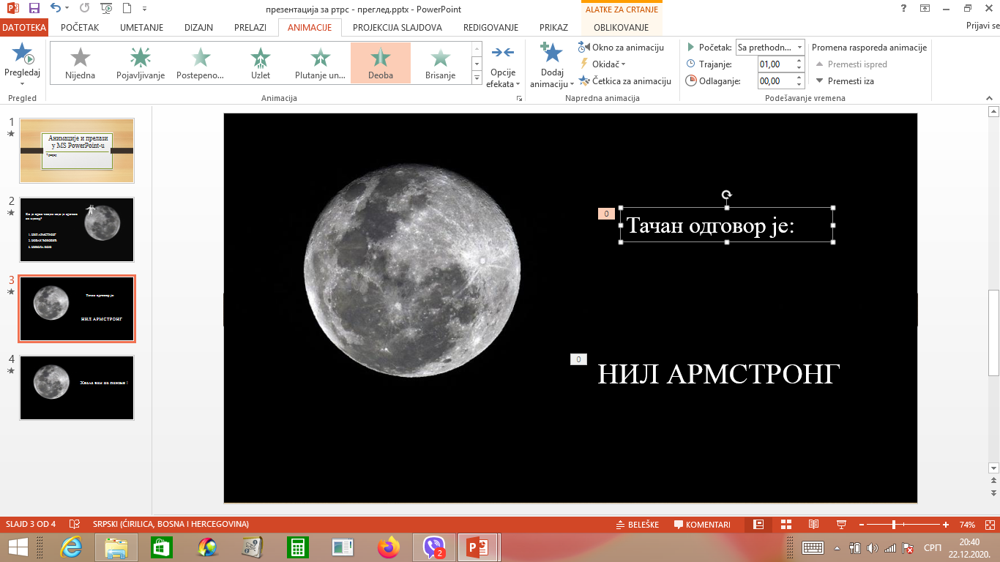 презентација за ртрс - преглед.pptx - PowerPoint
ALATKE ZA CRTANJE
?
DATOTEKA POČETAK UMETANJE DIZAJN PRELAZI ANIMACIJE PROJEKCIJA SLAJDOVA REDIGOVANJE PRIKAZ OBLIKOVANJE Prijavi se
Pregledaj
Nijedna Pojavljivanje Postepeno... Uzlet Plutanje un... Deoba Brisanje
Opcije efekata
Dodaj animaciju
Okno za animaciju
Okidač
Četkica za animaciju
Početak: Sa prethodn...
Trajanje: 01,00
Odlaganje: 00,00
Promena rasporeda animacije
Premesti ispred
Premesti iza
Pregled Animacija Napredna animacija Podešavanje vremena
1
Анимације и прелази
у MS PowerPoint-u
2
1. НИЛ АРМСТРОНГ
3
Тачан одговор је:
НИЛ АРМСТРОНГ
4
Хвала вам на пажњи !
0
Тачан одговор је:
0
НИЛ АРМСТРОНГ
SLAJD 3 OD 4 SRPSKI (ĆIRILICA, BOSNA I HERCEGOVINA) BELEŠKE KOMENTARI 74%
2
СРП
20:40
22.12.2020.